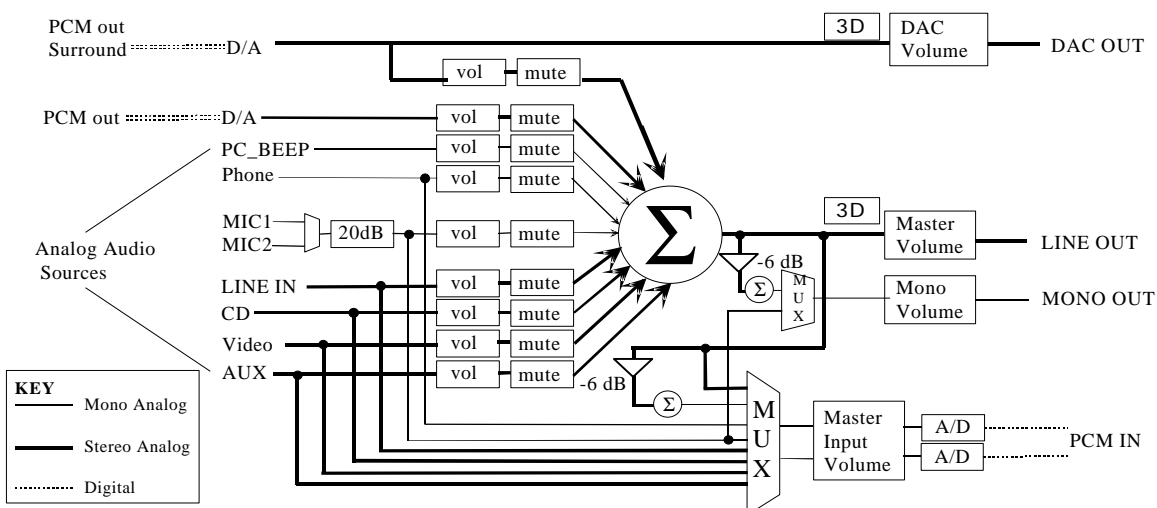 PCM out
Surround
D/A
3D
DAC
Volume
DAC OUT
vol
mute
PCM out
D/A
vol
mute
PC_BEEP
vol
mute
Phone
vol
mute
Σ
3D
MIC1
MIC2
20dB
vol
mute
Master
Volume
LINE OUT
Analog Audio
Sources
-6 dB
LINE IN
vol
mute
Σ
MUX
Mono
Volume
MONO OUT
CD
vol
mute
Video
vol
mute
AUX
vol
mute
-6 dB
Σ
MUX
Master
Input
Volume
A/D
A/D
PCM IN
KEY
Mono Analog
Stereo Analog
Digital